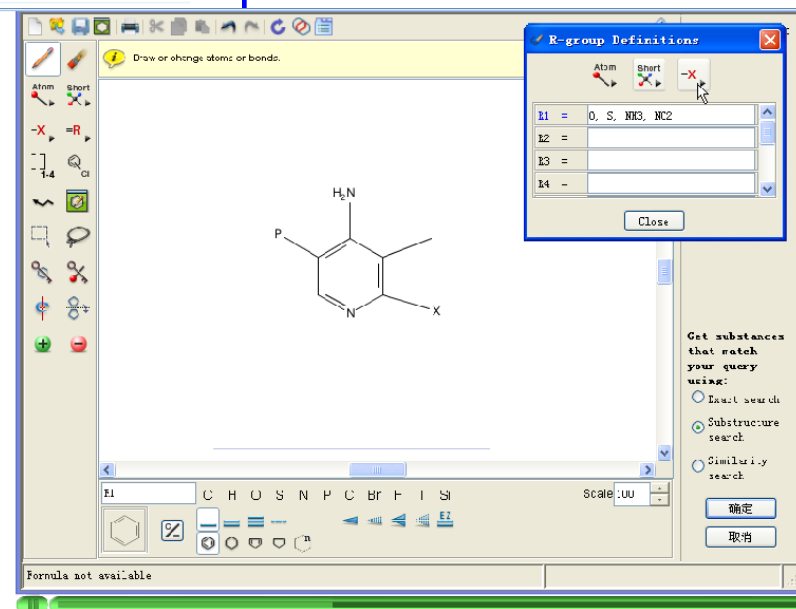 R-group Definitions
Draw or change atoms or bonds.
Atom
Short
Atom
Short
-X
-X
=R
R1 = O, S, NH3, NC2
R2 =
R3 =
R4 -
1-4
Cl
Close
H₂N
P
N
X
Get substances
that match
your query
using:
Exact search
Substructure
search
Similarity
search
R1
C H O S N P C Br F I Si
Scale
确定
EZ
n
取消
Formula not available